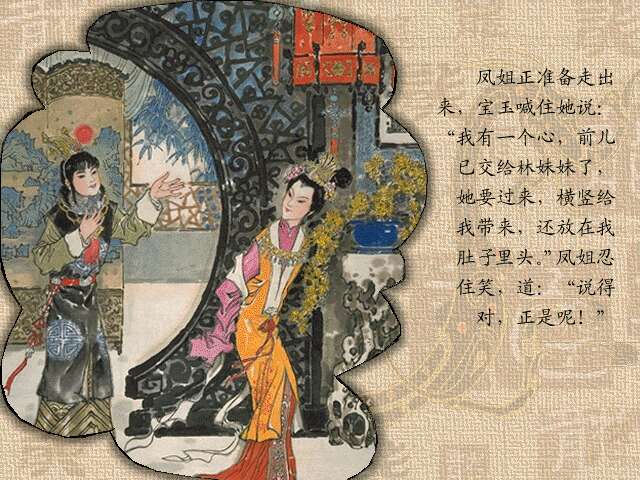 凤姐正准备走出
来，宝玉喊住她说：
“我有一个心，前儿
已交给林妹妹了，
她要过来，横竖给
我带来，还放在我
肚子里头。”凤姐忍
住笑，道：“说得
对，正是呢！”